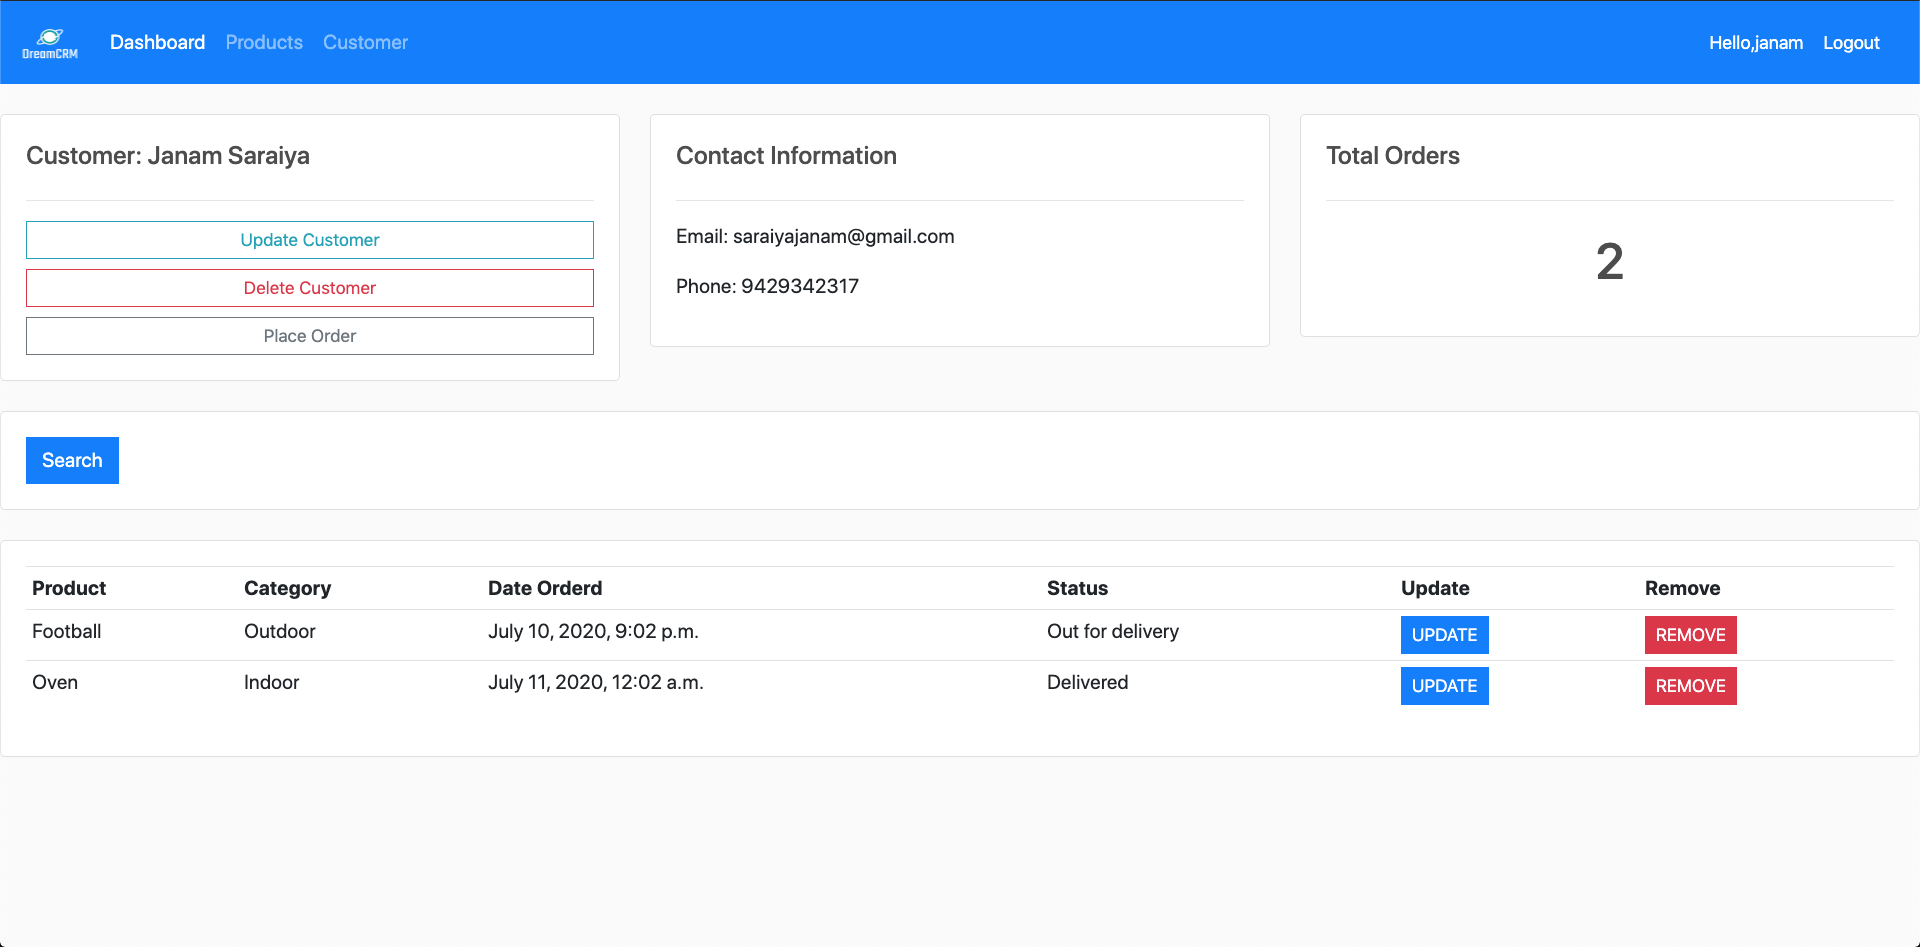 DreamCRM Dashboard Products Customer Hello,janam Logout
Customer: Janam Saraiya
Update Customer
Delete Customer
Place Order
Contact Information
Email: saraiyajanam@gmail.com
Phone: 9429342317
Total Orders
2
Search
Product Category Date Orderd Status Update Remove
Football Outdoor July 10, 2020, 9:02 p.m. Out for delivery UPDATE REMOVE
Oven Indoor July 11, 2020, 12:02 a.m. Delivered UPDATE REMOVE